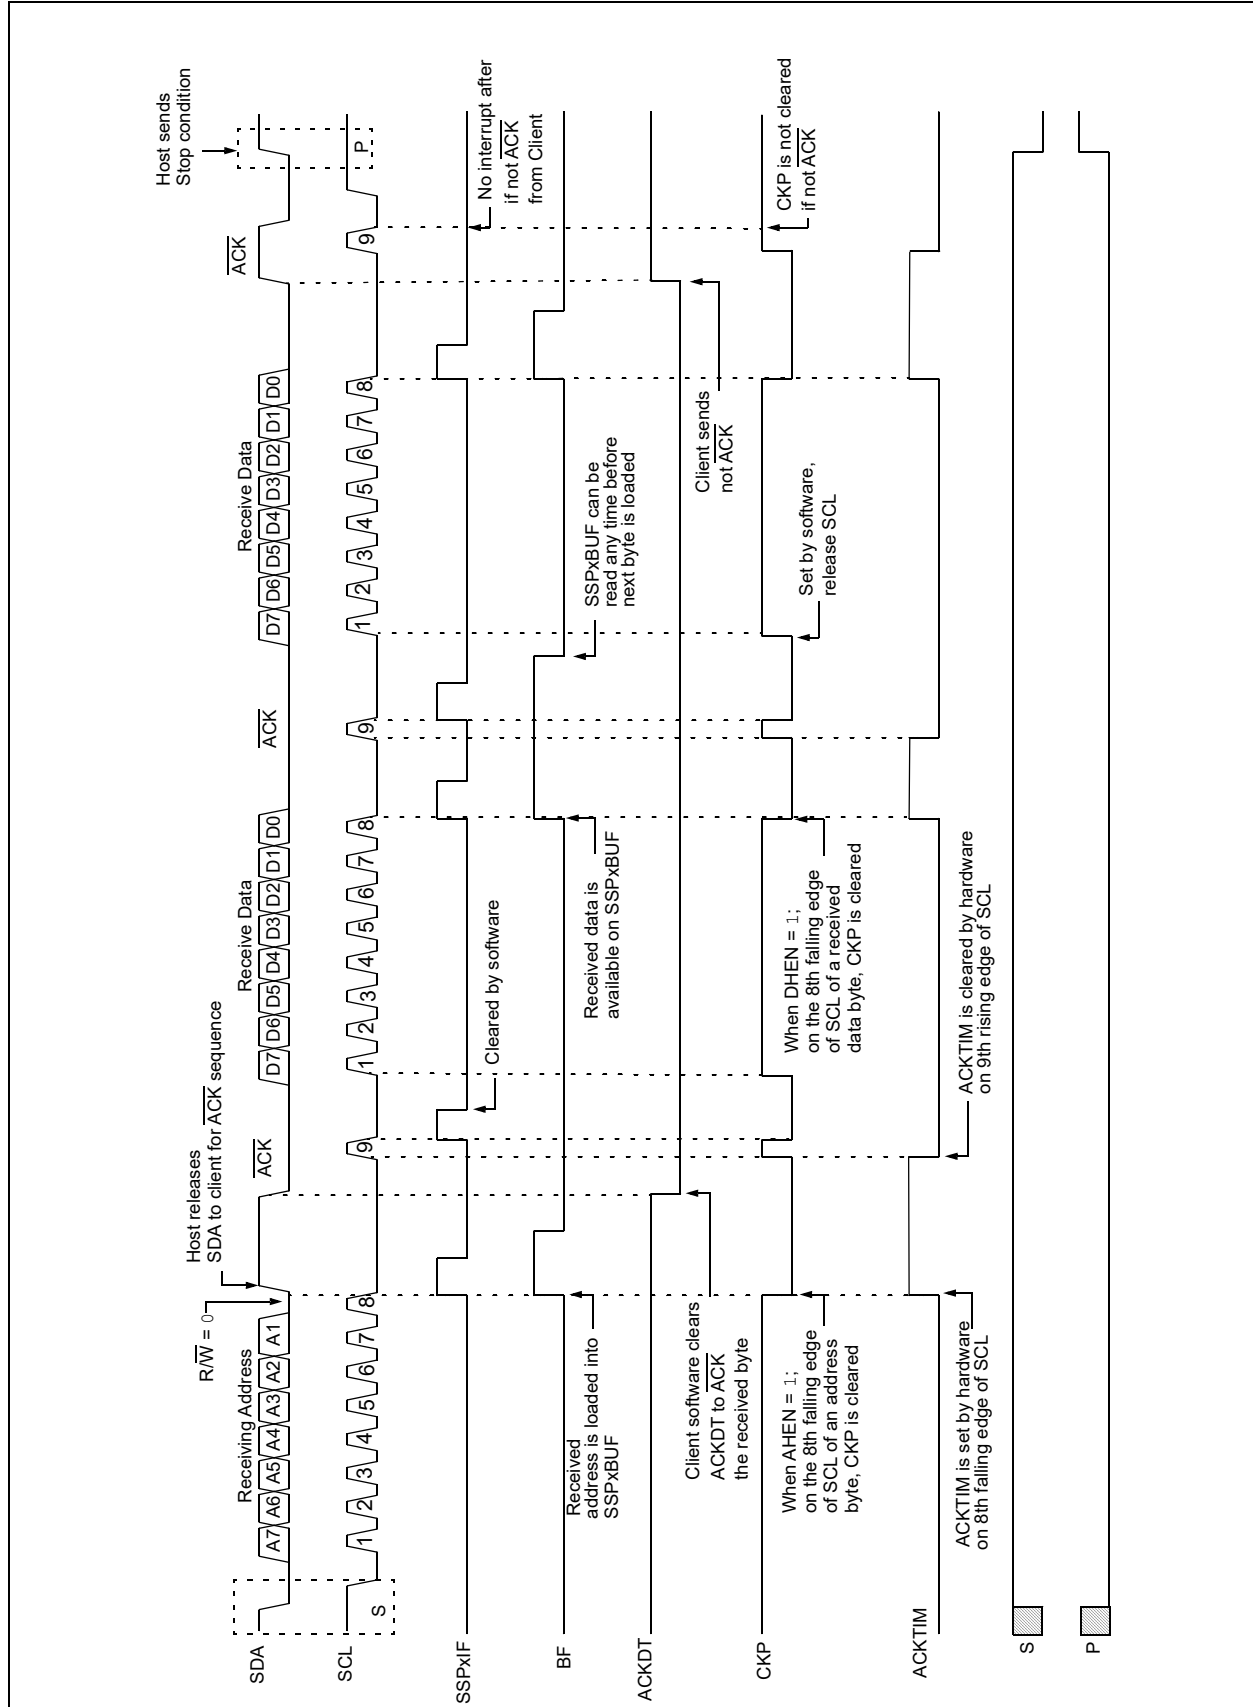 Host sends
Stop condition
Host releases
SDA to client for ACK sequence
R/W = 0
Receiving Address
Receive Data
Receive Data
ACK
ACK
ACK
SDA
A7 A6 A5 A4 A3 A2 A1
D7 D6 D5 D4 D3 D2 D1 D0
D7 D6 D5 D4 D3 D2 D1 D0
SCL
S
1 2 3 4 5 6 7 8 9
1 2 3 4 5 6 7 8 9
1 2 3 4 5 6 7 8 9
P
SSPxIF
Cleared by software
No interrupt after
if not ACK
from Client
BF
Received
address is loaded into
SSPxBUF
Received data is
available on SSPxBUF
SSPxBUF can be
read any time before
next byte is loaded
ACKDT
Client software clears
ACKDT to ACK
the received byte
Client sends
not ACK
CKP
When AHEN = 1;
on the 8th falling edge
of SCL of an address
byte, CKP is cleared
When DHEN = 1;
on the 8th falling edge
of SCL of a received
data byte, CKP is cleared
Set by software,
release SCL
CKP is not cleared
if not ACK
ACKTIM
ACKTIM is set by hardware
on 8th falling edge of SCL
ACKTIM is cleared by hardware
on 9th rising edge of SCL
S
P